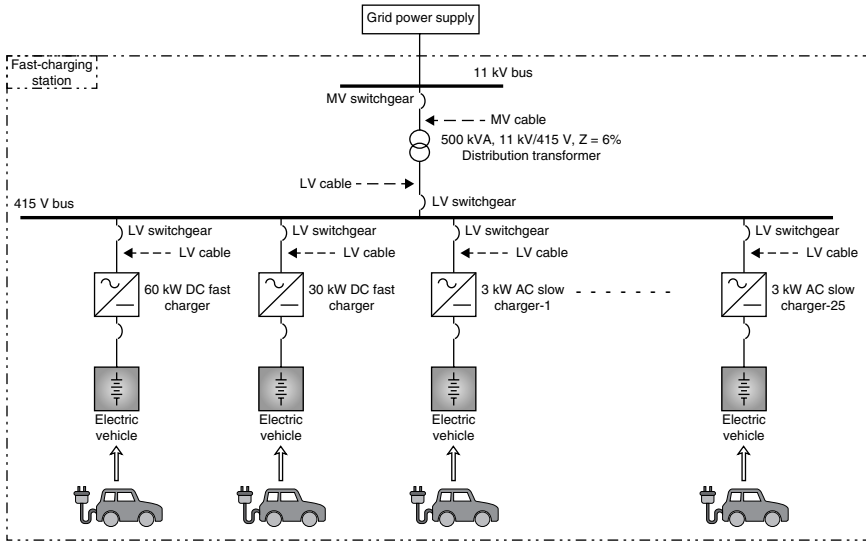 Grid power supply
Fast-charging
station
11 kV bus
MV switchgear
MV cable
500 kVA, 11 kV/415 V, Z = 6%
Distribution transformer
LV cable
415 V bus
LV switchgear
LV switchgear
LV switchgear
LV switchgear
LV switchgear
LV cable
LV cable
LV cable
LV cable
60 kW DC fast
charger
30 kW DC fast
charger
3 kW AC slow
charger-1
3 kW AC slow
charger-25
Electric
vehicle
Electric
vehicle
Electric
vehicle
Electric
vehicle